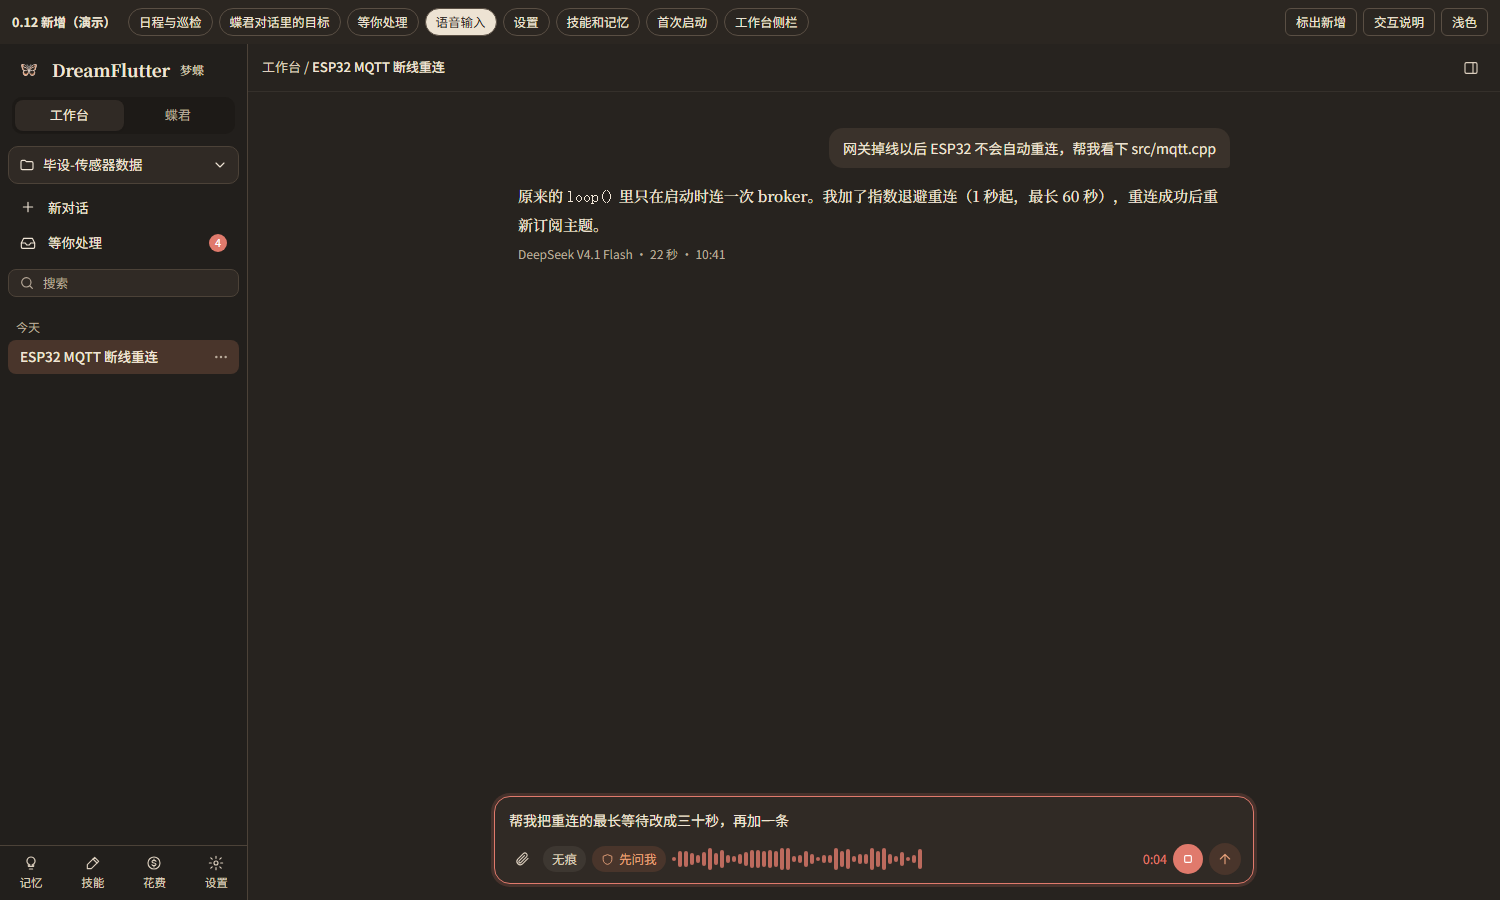 0.12 新增（演示）
日程与巡检
蝶君对话里的目标
等你处理
语音输入
设置
技能和记忆
首次启动
工作台侧栏
标出新增
交互说明
浅色
DreamFlutter 梦蝶
工作台
蝶君
毕设-传感器数据
新对话
等你处理
4
搜索
今天
ESP32 MQTT 断线重连
记忆
技能
花费
设置
工作台 / ESP32 MQTT 断线重连
网关掉线以后 ESP32 不会自动重连，帮我看下 src/mqtt.cpp
原来的 loop() 里只在启动时连一次 broker。我加了指数退避重连（1 秒起，最长 60 秒），重连成功后重
新订阅主题。
DeepSeek V4.1 Flash • 22 秒 • 10:41
帮我把重连的最长等待改成三十秒，再加一条
无痕
先问我
0:04